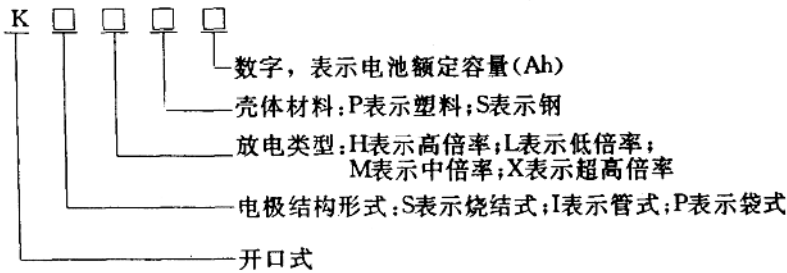 K □ □ □ □
数字，表示电池额定容量(Ah)
壳体材料:P表示塑料;S表示钢
放电类型:H表示高倍率;L表示低倍率;
M表示中倍率;X表示超高倍率
电极结构形式:S表示烧结式;I表示管式;P表示袋式
开口式